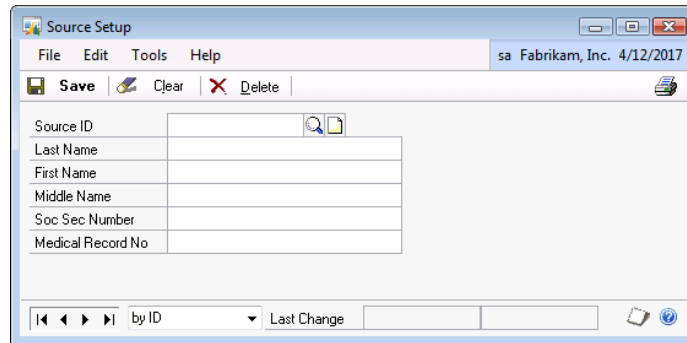 Source Setup
File Edit Tools Help sa Fabrikam, Inc. 4/12/2017
Save Clear Delete
Source ID
Last Name
First Name
Middle Name
Soc Sec Number
Medical Record No
by ID Last Change